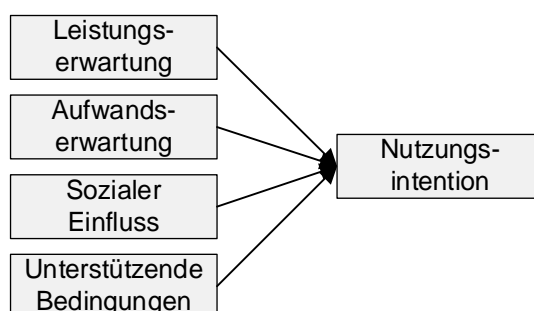 Leistungs-
erwartung
Aufwands-
erwartung
Sozialer
Einfluss
Unterstützende
Bedingungen
Nutzungs-
intention